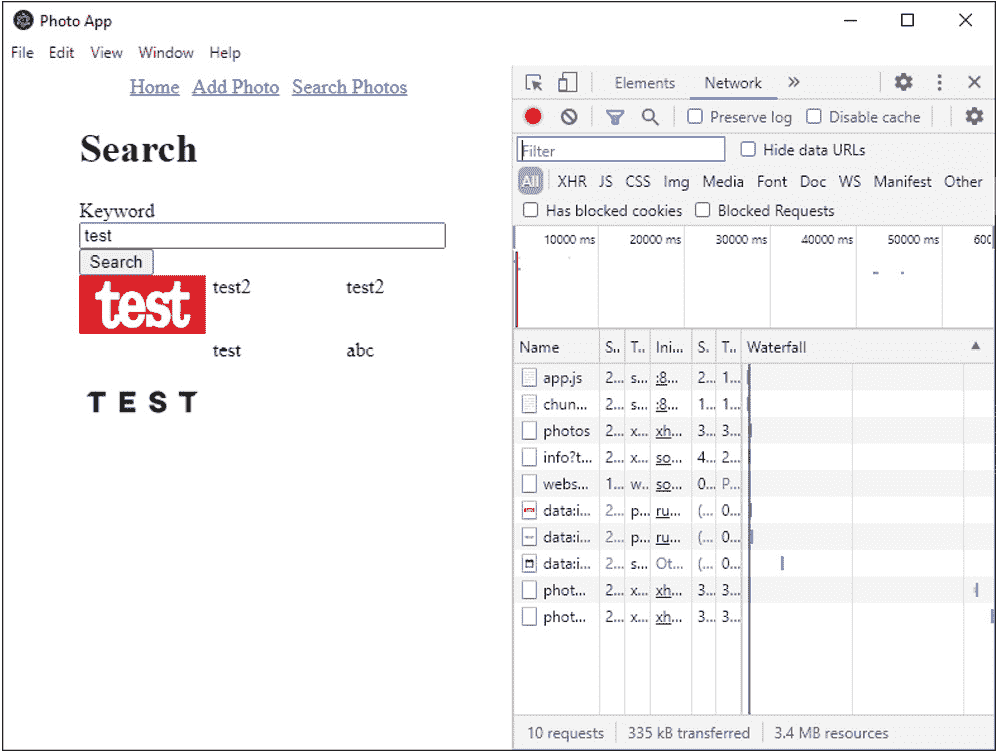 Photo App
File Edit View Window Help
Home Add Photo Search Photos
Search
Keyword
test
Search
test test2 test2
test abc
TEST
Elements Network »
Preserve log Disable cache
Filter Hide data URLs
All XHR JS CSS Img Media Font Doc WS Manifest Other
Has blocked cookies Blocked Requests
10000 ms 20000 ms 30000 ms 40000 ms 50000 ms 600
Name S.. T.. Ini... S.. T.. Waterfall
app.js 2... s... :8... 2... 1...
chun... 2... s... :8... 1... 1...
photos 2... x... xh... 3... 3...
info?t... 2... x... so... 4... 2...
webs... 1... w... so... 0... P...
data:i... 2... p... ru... (... 0...
data:i... 2... p... ru... (... 0...
data:i... 2... s... Ot... (... 0...
phot... 2... x... xh... 3... 3...
phot... 2... x... xh... 3... 3...
10 requests 335 kB transferred 3.4 MB resources